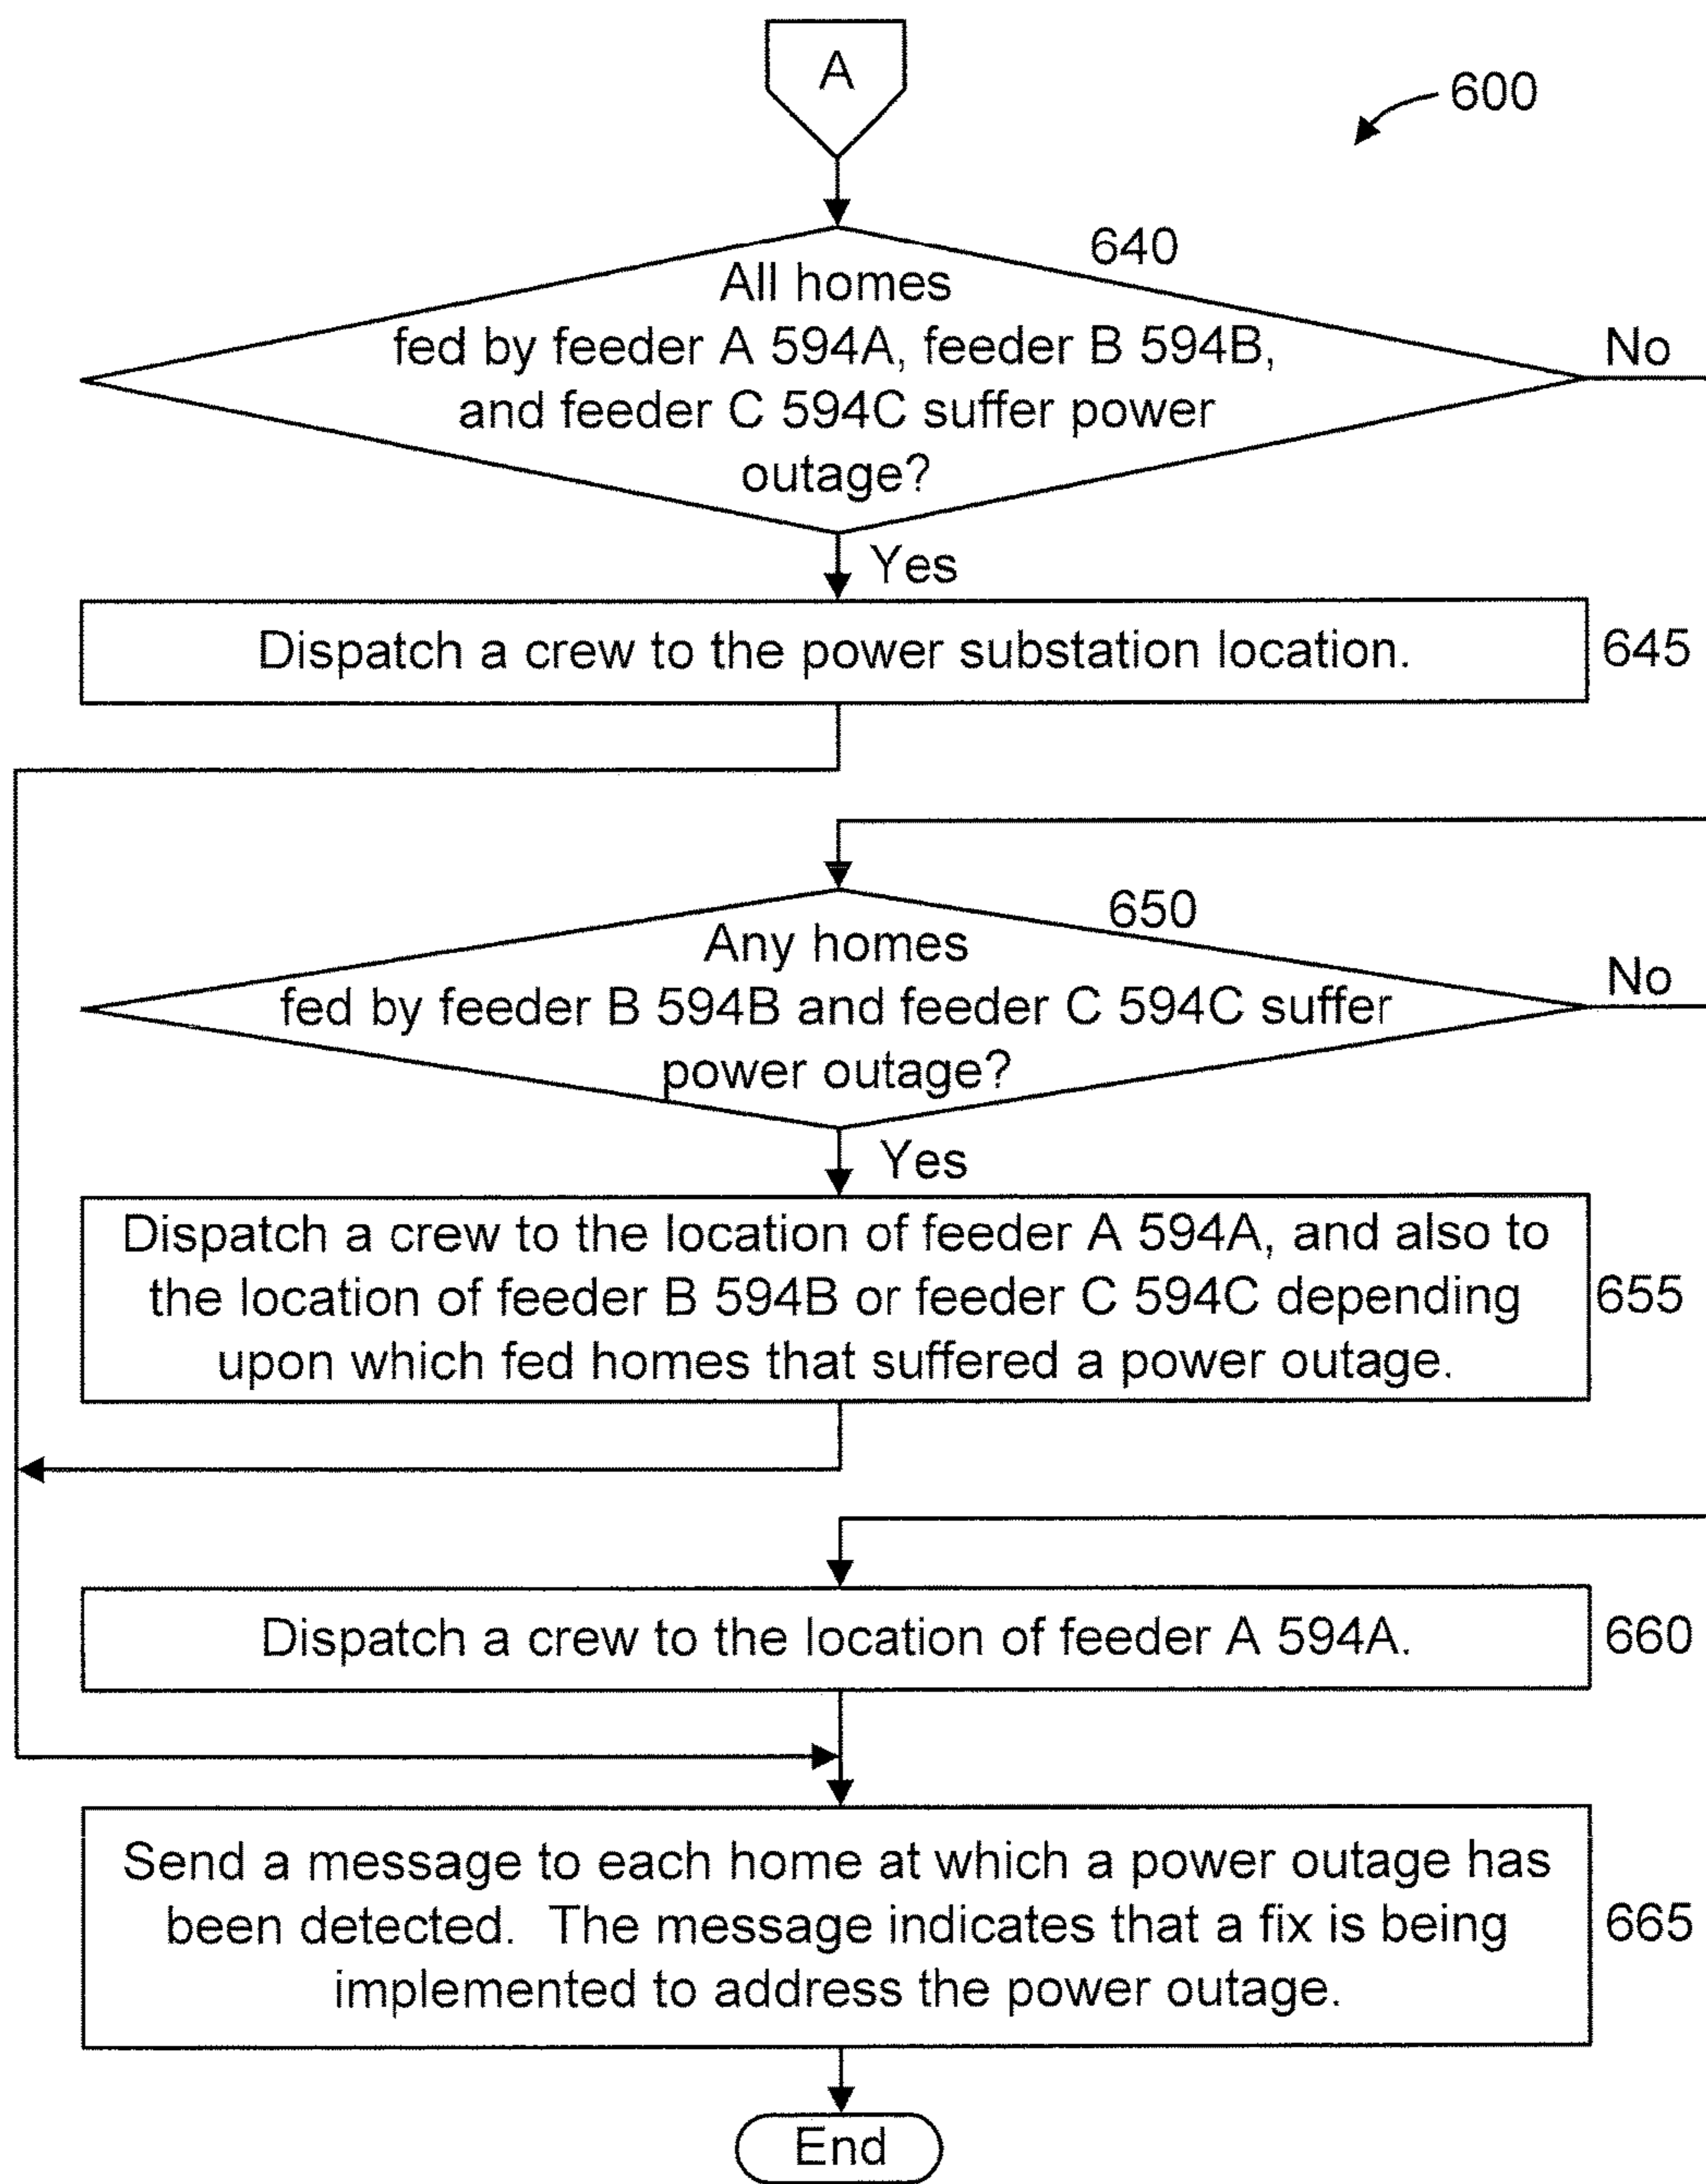 A
600
640
All homes
fed by feeder A 594A, feeder B 594B,
and feeder C 594C suffer power
outage?
No
Yes
Dispatch a crew to the power substation location.
645
650
Any homes
fed by feeder B 594B and feeder C 594C suffer
power outage?
No
Yes
Dispatch a crew to the location of feeder A 594A, and also to
the location of feeder B 594B or feeder C 594C depending
upon which fed homes that suffered a power outage.
655
Dispatch a crew to the location of feeder A 594A.
660
Send a message to each home at which a power outage has
been detected.  The message indicates that a fix is being
implemented to address the power outage.
665
End